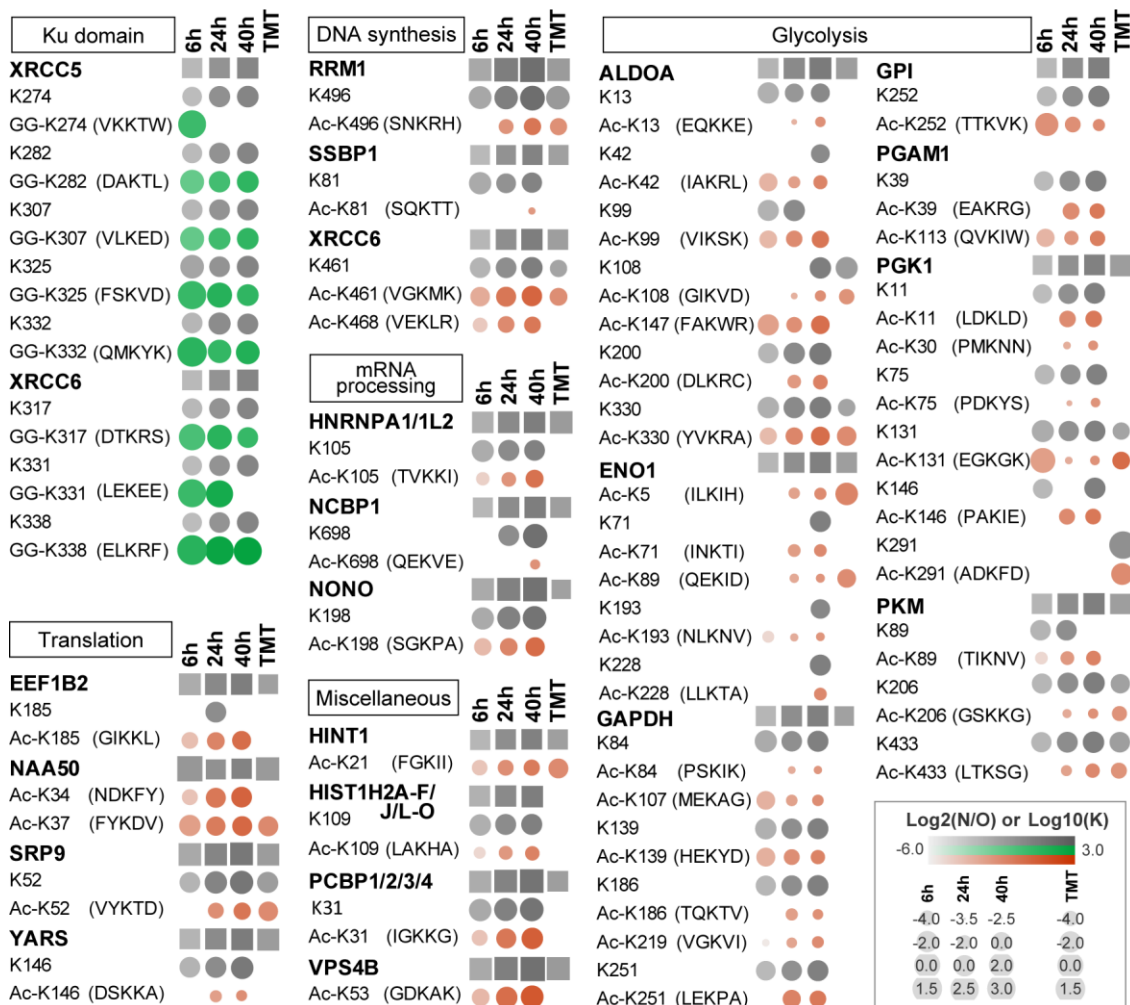 Ku domain
6h 24h 40h TMT
XRCC5
K274
GG-K274 (VKKTW)
K282
GG-K282 (DAKTL)
K307
GG-K307 (VLKED)
K325
GG-K325 (FSKVD)
K332
GG-K332 (QMKYK)
XRCC6
K317
GG-K317 (DTKRS)
K331
GG-K331 (LEKEE)
K338
GG-K338 (ELKRF)
Translation
6h 24h 40h TMT
EEF1B2
K185
Ac-K185 (GIKKL)
NAA50
Ac-K34 (NDKFY)
Ac-K37 (FYKDV)
SRP9
K52
Ac-K52 (VYKTD)
YARS
K146
Ac-K146 (DSKKA)
DNA synthesis
6h 24h 40h TMT
RRM1
K496
Ac-K496 (SNKRH)
SSBP1
K81
Ac-K81 (SQKTT)
XRCC6
K461
Ac-K461 (VGKMK)
Ac-K468 (VEKLR)
mRNA
processing
6h 24h 40h TMT
HNRNPA1/1L2
K105
Ac-K105 (TVKKI)
NCBP1
K698
Ac-K698 (QEKVE)
NONO
K198
Ac-K198 (SGKPA)
Miscellaneous
6h 24h 40h TMT
HINT1
Ac-K21 (FGKII)
HIST1H2A-F/
J/L-O
K109
Ac-K109 (LAKHA)
PCBP1/2/3/4
K31
Ac-K31 (IGKKG)
VPS4B
Ac-K53 (GDKAK)
Glycolysis
6h 24h 40h TMT
ALDOA
K13
Ac-K13 (EQKKE)
K42
Ac-K42 (IAKRL)
K99
Ac-K99 (VIKSK)
K108
Ac-K108 (GIKVD)
Ac-K147 (FAKWR)
K200
Ac-K200 (DLKRC)
K330
Ac-K330 (YVKRA)
ENO1
Ac-K5 (ILKIH)
K71
Ac-K71 (INKTI)
Ac-K89 (QEKID)
K193
Ac-K193 (NLKNV)
K228
Ac-K228 (LLKTA)
GAPDH
K84
Ac-K84 (PSKIK)
Ac-K107 (MEKAG)
K139
Ac-K139 (HEKYD)
K186
Ac-K186 (TQKTV)
Ac-K219 (VGKVI)
K251
Ac-K251 (LEKPA)
GPI
K252
Ac-K252 (TTKVK)
PGAM1
K39
Ac-K39 (EAKRG)
Ac-K113 (QVKIW)
PGK1
K11
Ac-K11 (LDKLD)
Ac-K30 (PMKNN)
K75
Ac-K75 (PDKYS)
K131
Ac-K131 (EGKGK)
K146
Ac-K146 (PAKIE)
K291
Ac-K291 (ADKFD)
PKM
K89
Ac-K89 (TIKNV)
K206
Ac-K206 (GSKKG)
K433
Ac-K433 (LTKSG)
Log2(N/O) or Log10(K)
-6.0 3.0
6h 24h 40h TMT
-4.0 -3.5 -2.5 -4.0
-2.0 -2.0 0.0 -2.0
0.0 0.0 2.0 0.0
1.5 2.5 3.0 1.5